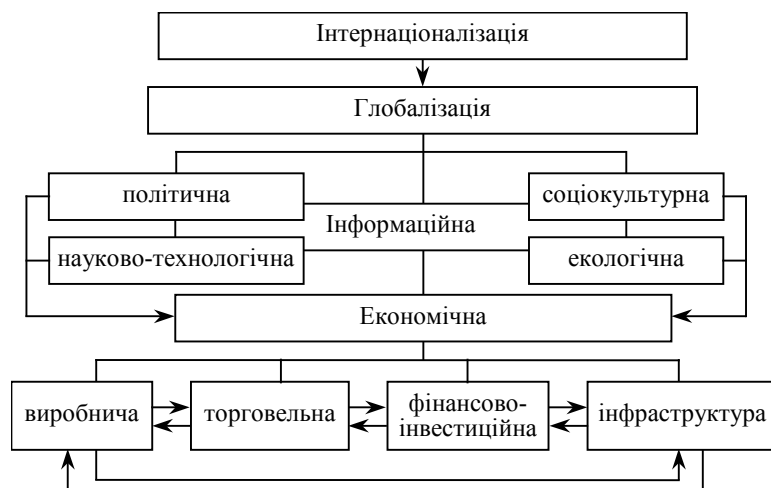 Інтернаціоналізація
Глобалізація
політична
соціокультурна
Інформаційна
науково-технологічна
екологічна
Економічна
виробнича
торговельна
фінансово-
інвестиційна
інфраструктура